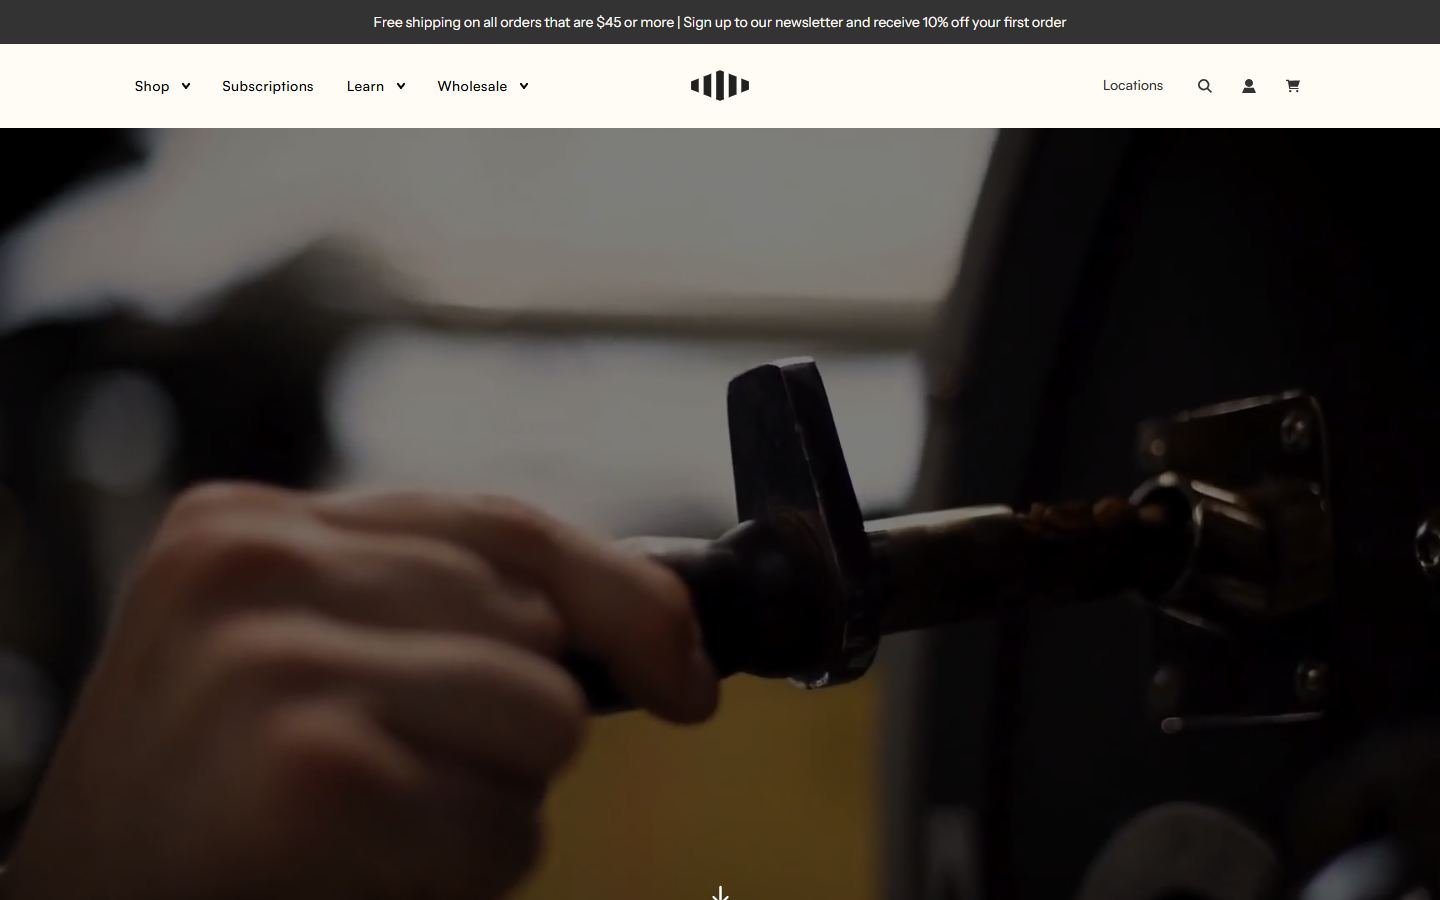 Free shipping on all orders that are $45 or more | Sign up to our newsletter and receive 10% off your first order
Shop
Subscriptions
Learn
Wholesale
Locations